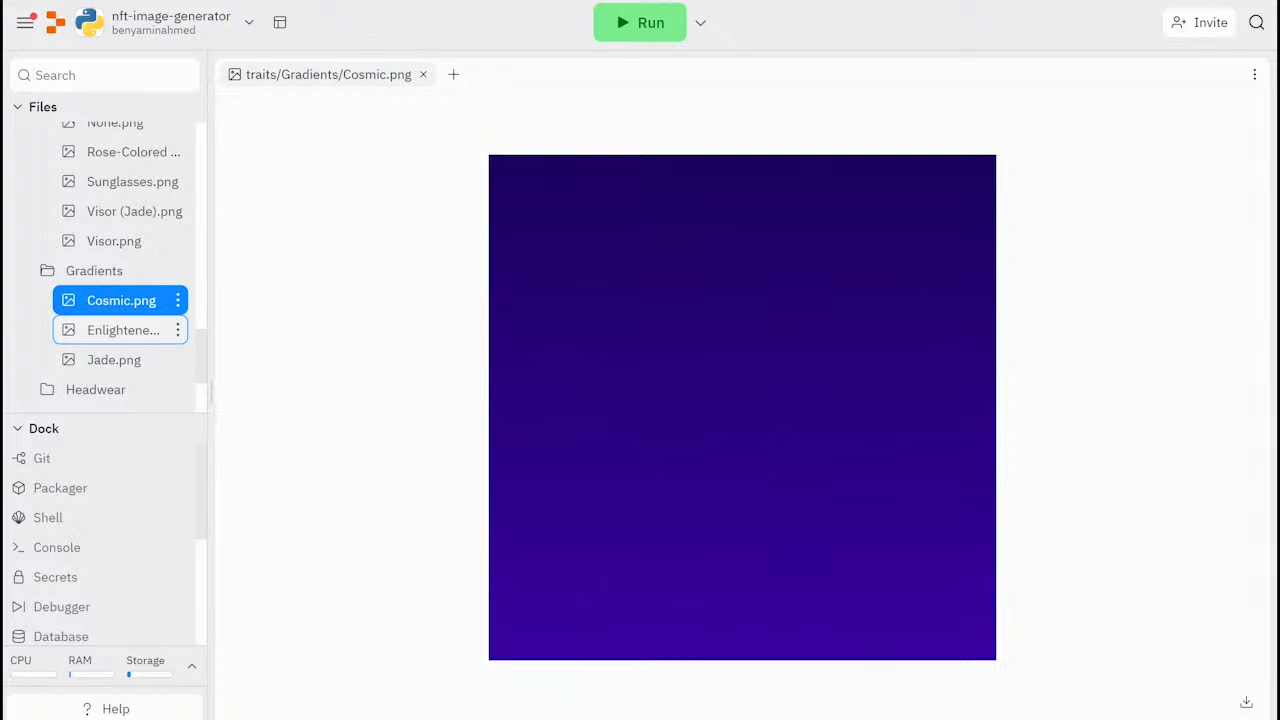 nft-image-generator
benyaminahmed
Run
Invite
Search
traits/Gradients/Cosmic.png
Files
None.png
Rose-Colored ...
Sunglasses.png
Visor (Jade).png
Visor.png
Gradients
Cosmic.png
Enlightene...
Jade.png
Headwear
Dock
Git
Packager
Shell
Console
Secrets
Debugger
Database
CPU RAM Storage
? Help